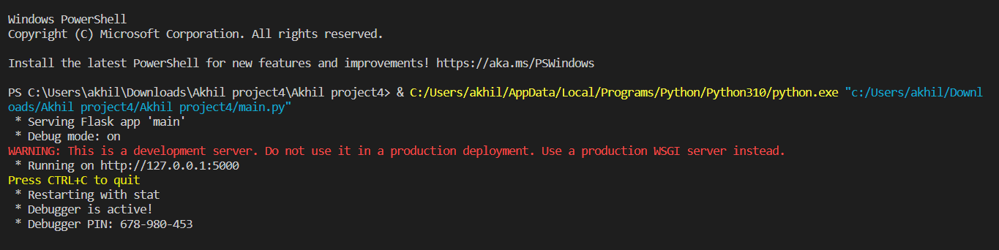 Windows PowerShell
Copyright (C) Microsoft Corporation. All rights reserved.
Install the latest PowerShell for new features and improvements! https://aka.ms/PSWindows
PS C:\Users\akhil\Downloads\Akhil project4\Akhil project4> & C:/Users/akhil/AppData/Local/Programs/Python/Python310/python.exe "c:/Users/akhil/Downl
oads/Akhil project4/Akhil project4/main.py"
 * Serving Flask app 'main'
 * Debug mode: on
WARNING: This is a development server. Do not use it in a production deployment. Use a production WSGI server instead.
 * Running on http://127.0.0.1:5000
Press CTRL+C to quit
 * Restarting with stat
 * Debugger is active!
 * Debugger PIN: 678-980-453